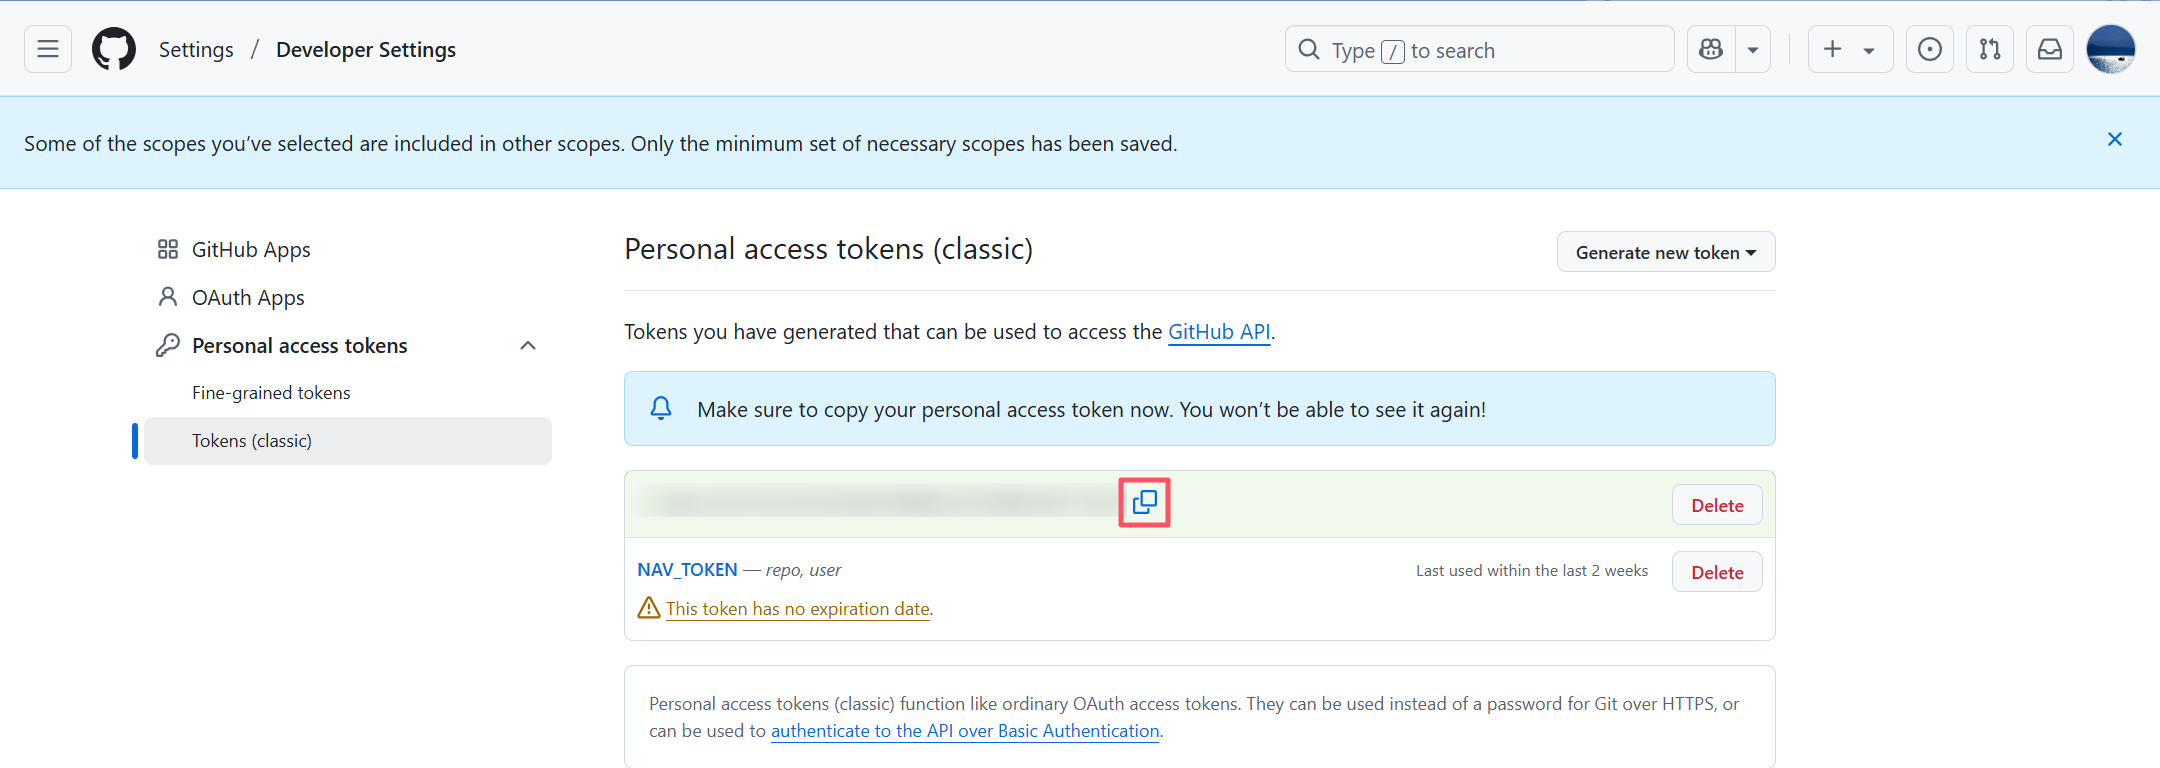 Settings / Developer Settings
Type / to search
Some of the scopes you’ve selected are included in other scopes. Only the minimum set of necessary scopes has been saved.
GitHub Apps
OAuth Apps
Personal access tokens
Fine-grained tokens
Tokens (classic)
Personal access tokens (classic)
Generate new token
Tokens you have generated that can be used to access the GitHub API.
Make sure to copy your personal access token now. You won’t be able to see it again!
Delete
NAV_TOKEN — repo, user
Last used within the last 2 weeks
Delete
This token has no expiration date.
Personal access tokens (classic) function like ordinary OAuth access tokens. They can be used instead of a password for Git over HTTPS, or
can be used to authenticate to the API over Basic Authentication.